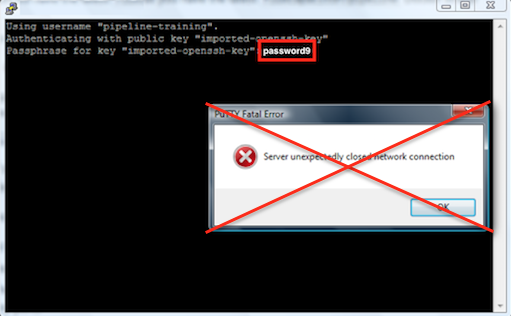 Using username "pipeline-training".
Authenticating with public key "imported-openssh-key"
Passphrase for key "imported-openssh-key" password9
PuTTY Fatal Error
Server unexpectedly closed network connection
OK